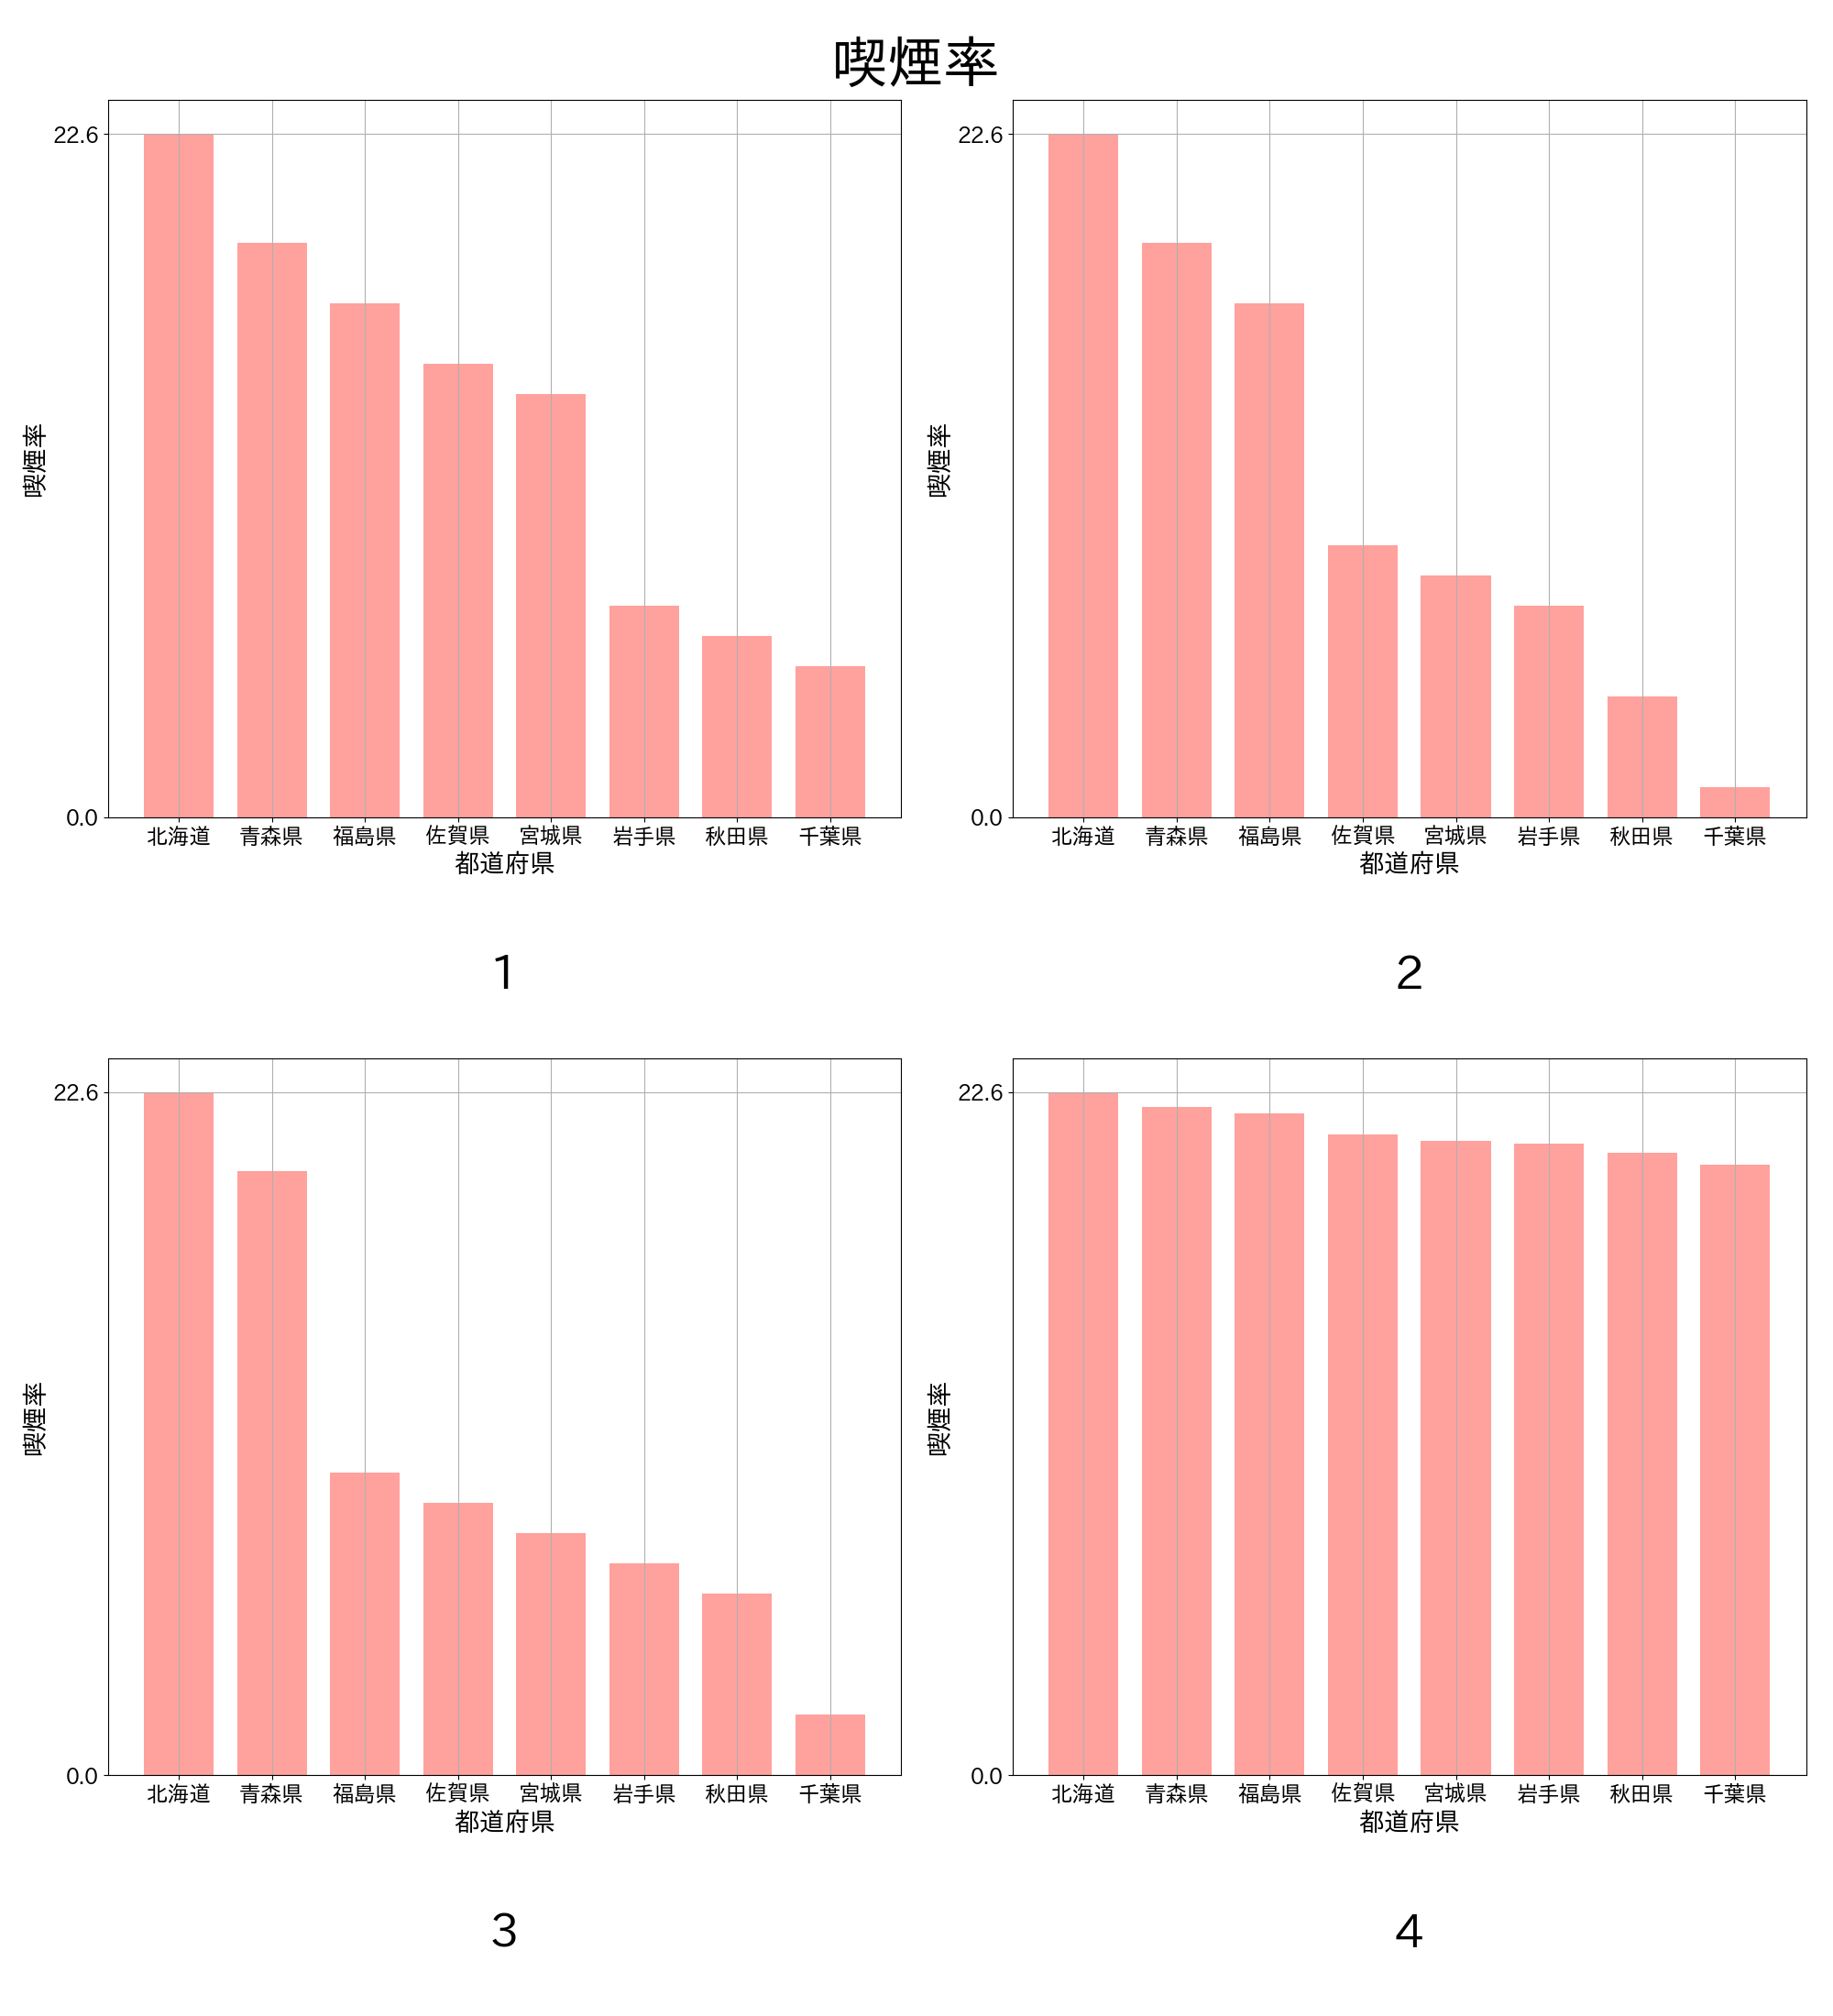 喫煙率
22.6
0.0
喫煙率
北海道 青森県 福島県 佐賀県 宮城県 岩手県 秋田県 千葉県
都道府県
1
22.6
0.0
喫煙率
北海道 青森県 福島県 佐賀県 宮城県 岩手県 秋田県 千葉県
都道府県
2
22.6
0.0
喫煙率
北海道 青森県 福島県 佐賀県 宮城県 岩手県 秋田県 千葉県
都道府県
3
22.6
0.0
喫煙率
北海道 青森県 福島県 佐賀県 宮城県 岩手県 秋田県 千葉県
都道府県
4